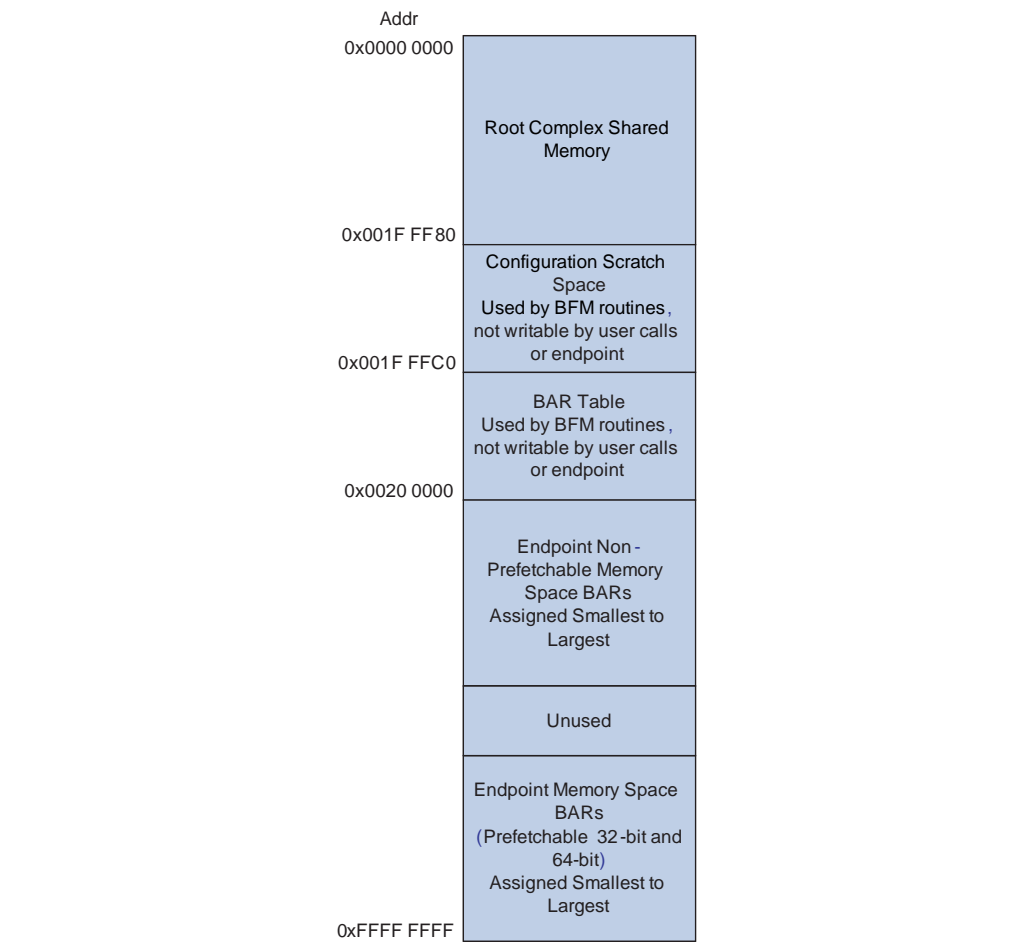 Addr
0x0000 0000
Root Complex Shared
Memory
0x001F FF80
Configuration Scratch
Space
Used by BFM routines,
not writable by user calls
or endpoint
0x001F FFC0
BAR Table
Used by BFM routines,
not writable by user calls
or endpoint
0x0020 0000
Endpoint Non-
Prefetchable Memory
Space BARs
Assigned Smallest to
Largest
Unused
Endpoint Memory Space
BARs
(Prefetchable 32-bit and
64-bit)
Assigned Smallest to
Largest
0xFFFF FFFF